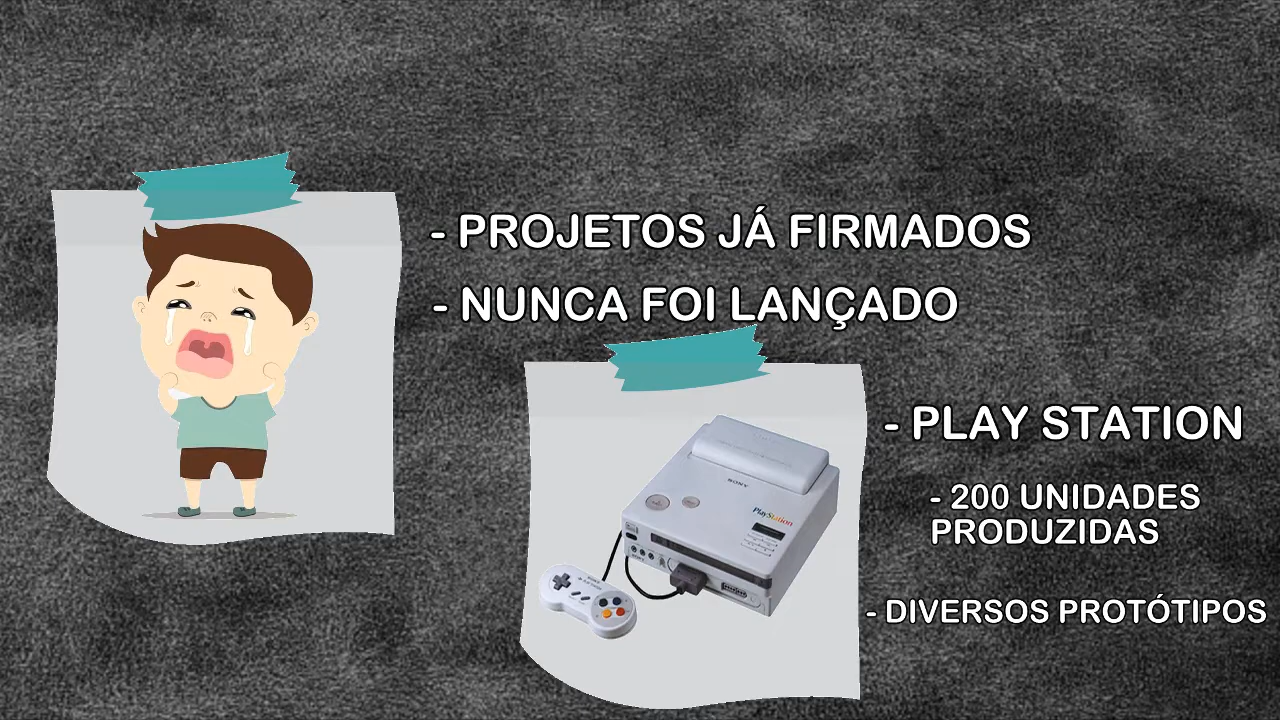 - PROJETOS JÁ FIRMADOS
- NUNCA FOI LANÇADO
- PLAY STATION
- 200 UNIDADES
PRODUZIDAS
- DIVERSOS PROTÓTIPOS
SONY
PlayStation